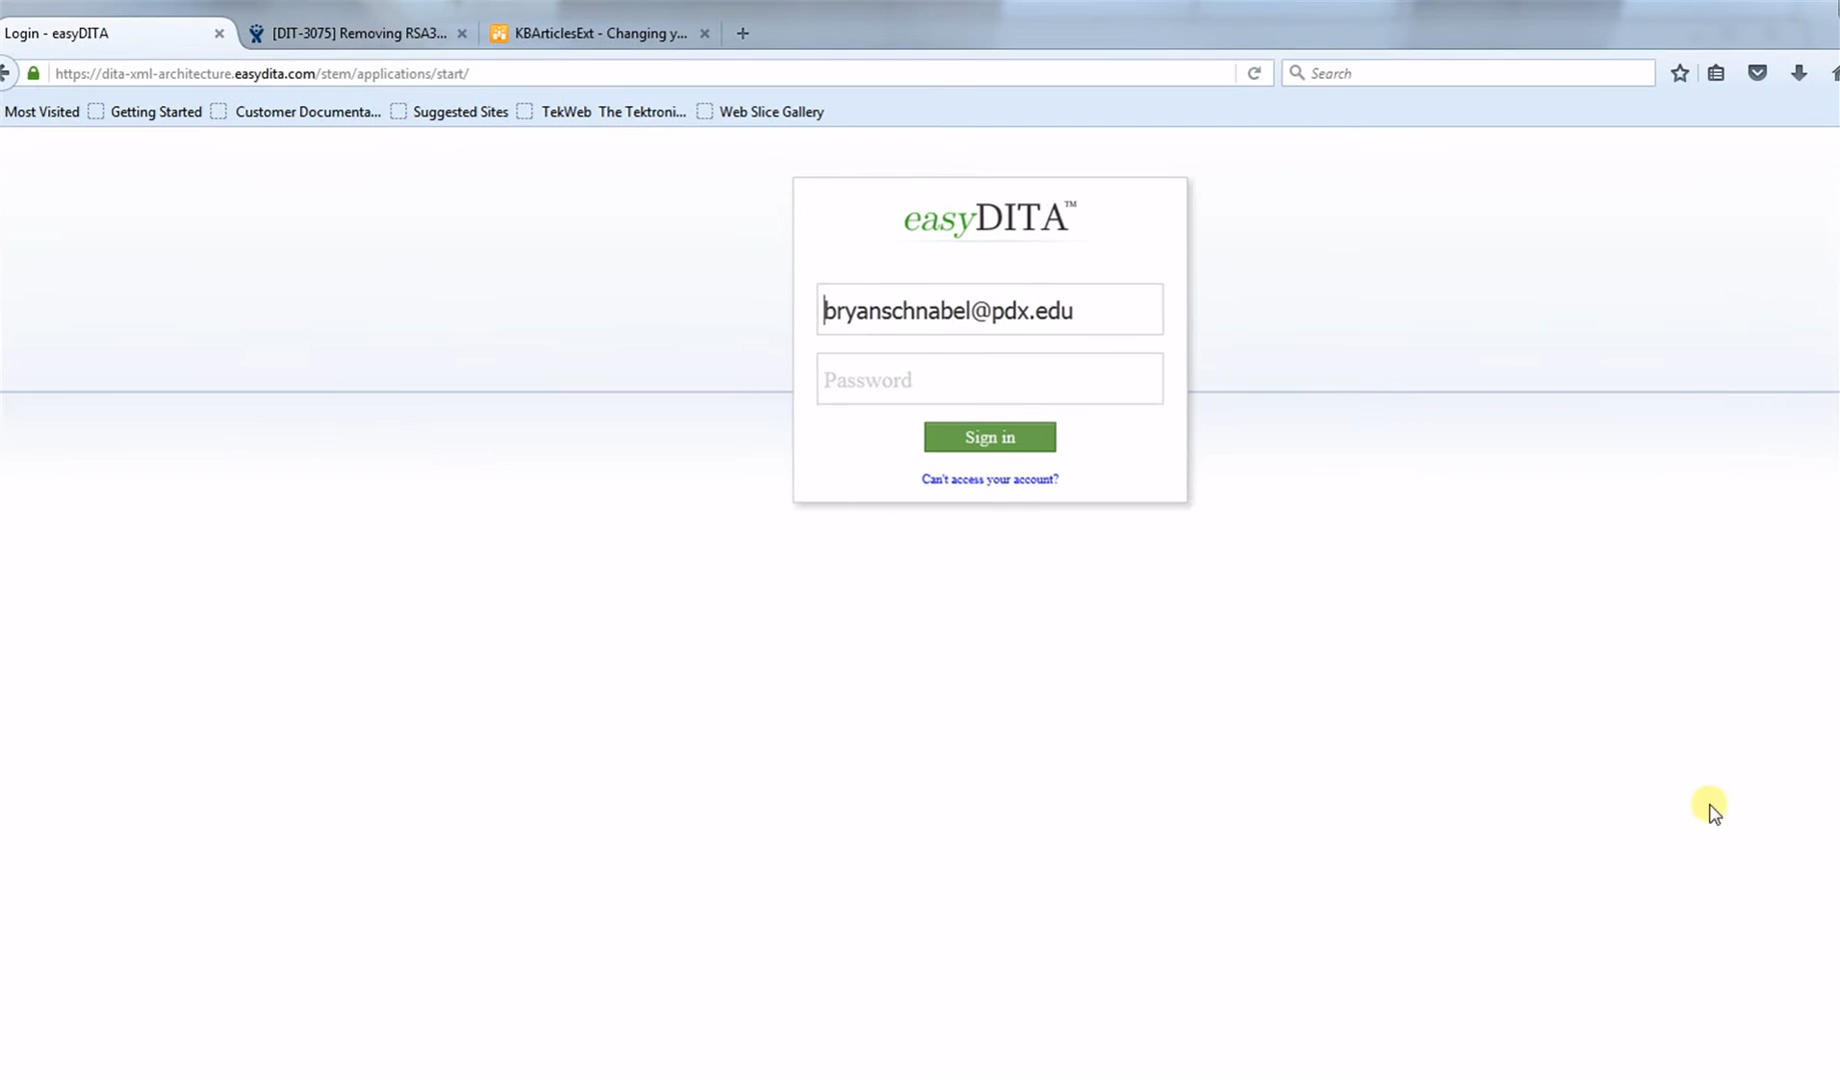 Login - easyDITA
[DIT-3075] Removing RSA3...
KBArticlesExt - Changing y...
https://dita-xml-architecture.easydita.com/stem/applications/start/
Search
Most Visited
Getting Started
Customer Documenta...
Suggested Sites
TekWeb The Tektroni...
Web Slice Gallery
easyDITA™
bryanschnabel@pdx.edu
Password
Sign in
Can't access your account?